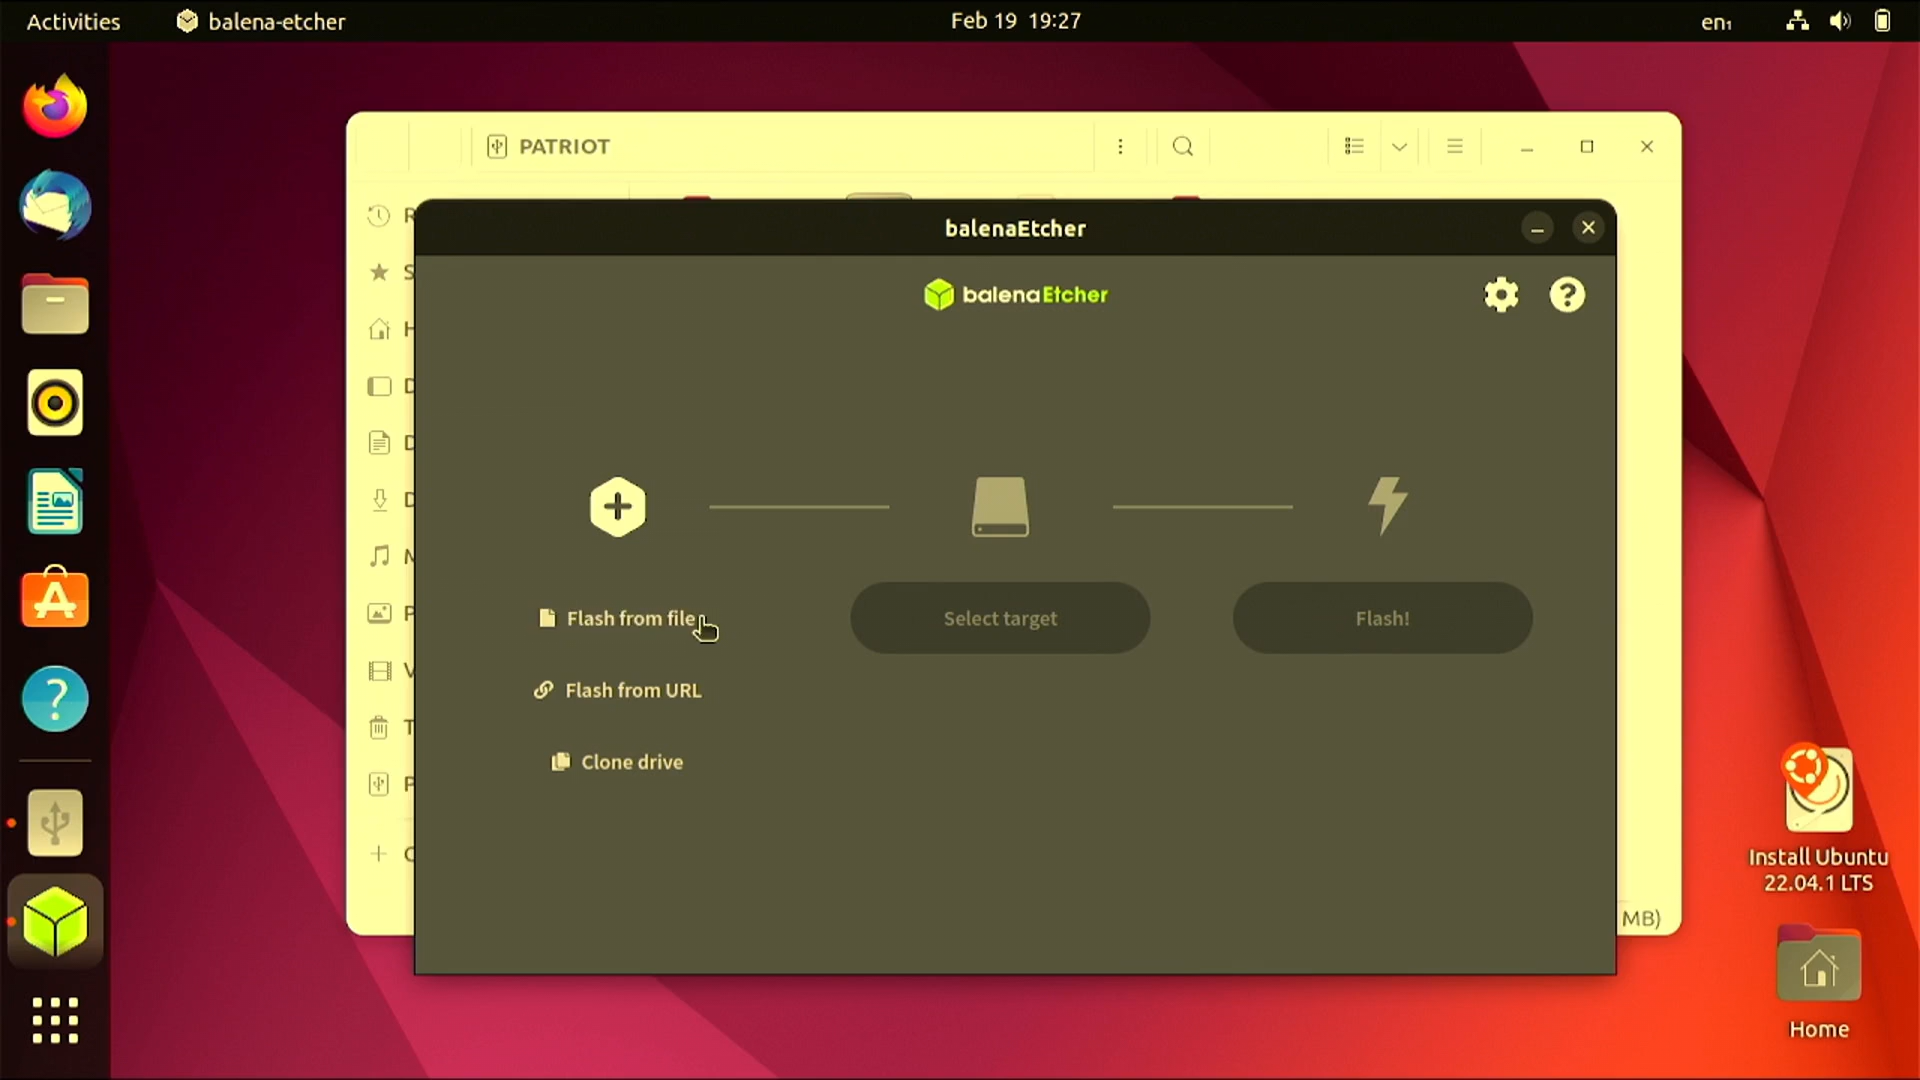 Activities
balena-etcher
Feb 19 19:27
en₁
PATRIOT
balenaEtcher
balenaEtcher
Flash from file
Select target
Flash!
Flash from URL
Clone drive
MB)
Install Ubuntu
22.04.1 LTS
Home